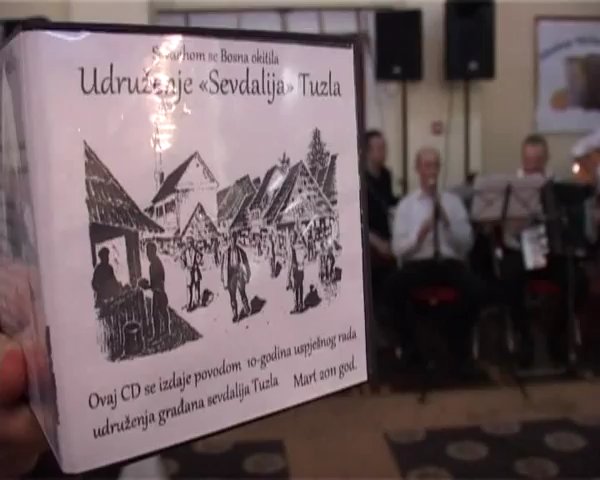 Sevdahom se Bosna okitila
Udruženje «Sevdalija» Tuzla
Ovaj CD se izdaje povodom 10-godina uspješnog rada
udruženja građana sevdalija Tuzla Mart 2011 god.